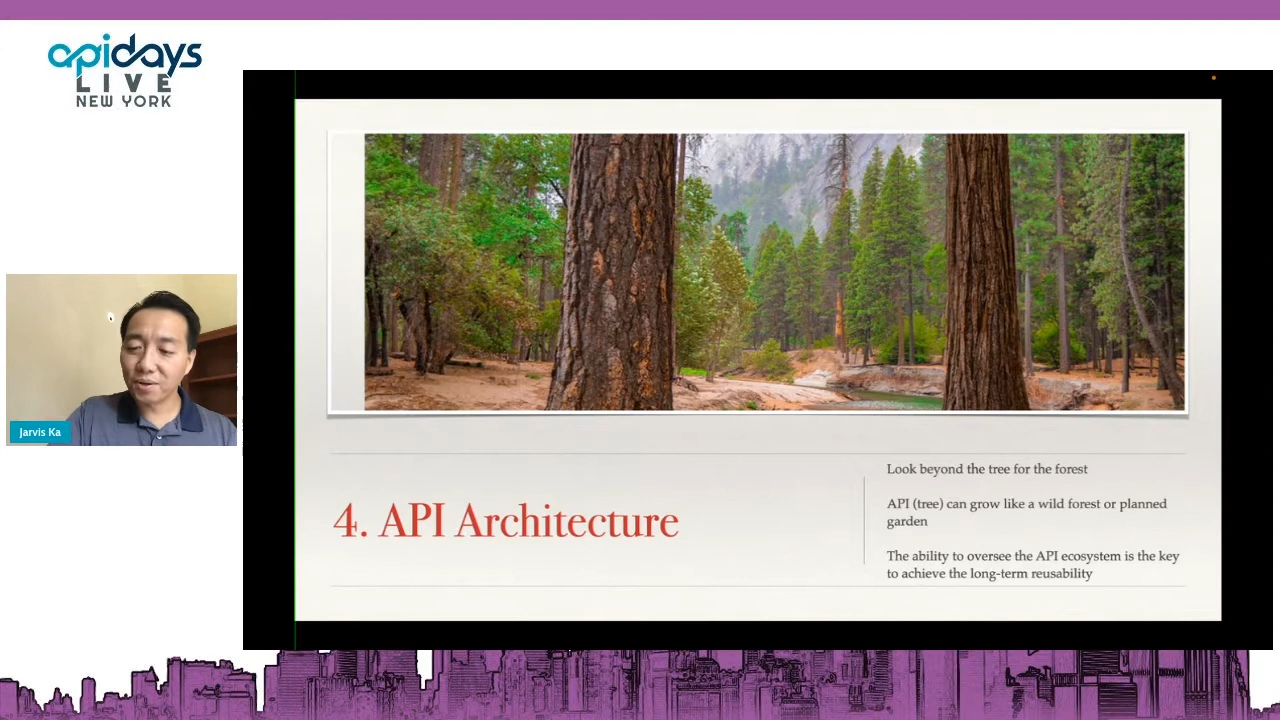 apidays
LIVE
NEW YORK
Jarvis Ka
4. API Architecture
Look beyond the tree for the forest
API (tree) can grow like a wild forest or planned
garden
The ability to oversee the API ecosystem is the key
to achieve the long-term reusability